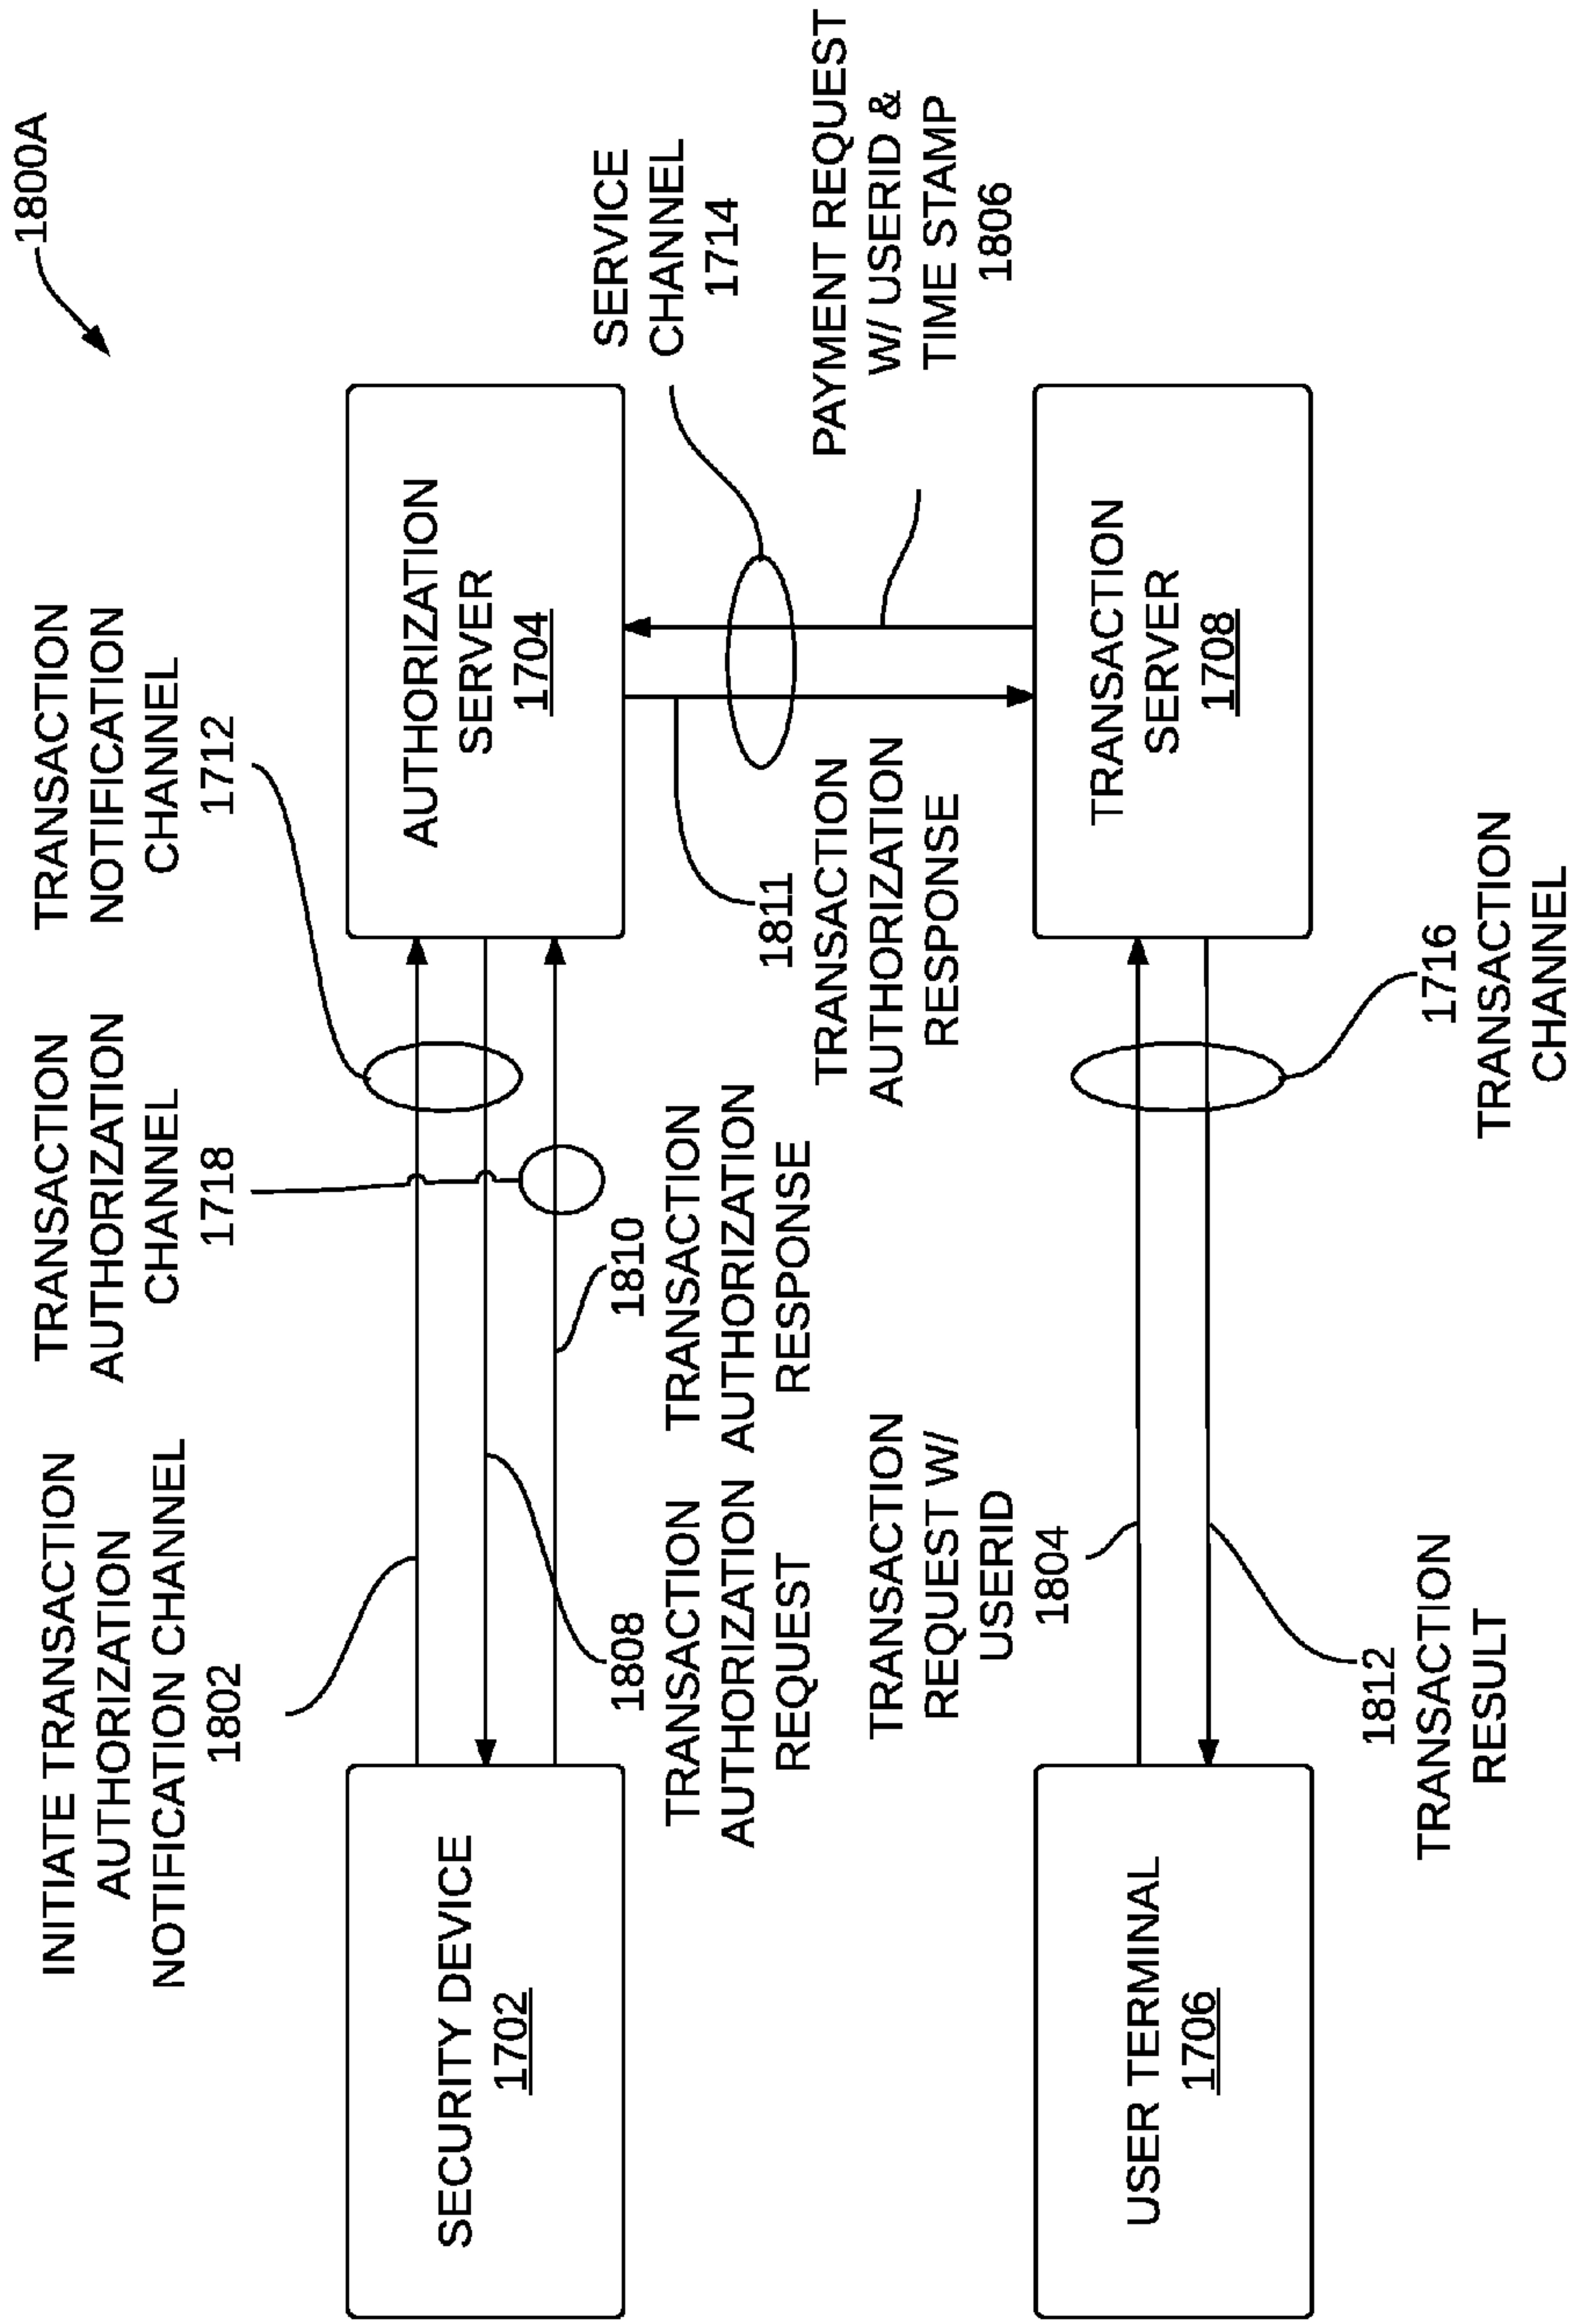 1800A
INITIATE TRANSACTION
AUTHORIZATION
NOTIFICATION CHANNEL
1802
TRANSACTION
AUTHORIZATION
CHANNEL
1718
TRANSACTION
NOTIFICATION
CHANNEL
1712
SECURITY DEVICE
1702
AUTHORIZATION
SERVER
1704
SERVICE
CHANNEL
1714
1808
TRANSACTION
AUTHORIZATION
REQUEST
1810
TRANSACTION
AUTHORIZATION
RESPONSE
1811
TRANSACTION
AUTHORIZATION
RESPONSE
PAYMENT REQUEST
W/ USERID &
TIME STAMP
1806
TRANSACTION
REQUEST W/
USERID
1804
USER TERMINAL
1706
TRANSACTION
SERVER
1708
1812
TRANSACTION
RESULT
1716
TRANSACTION
CHANNEL